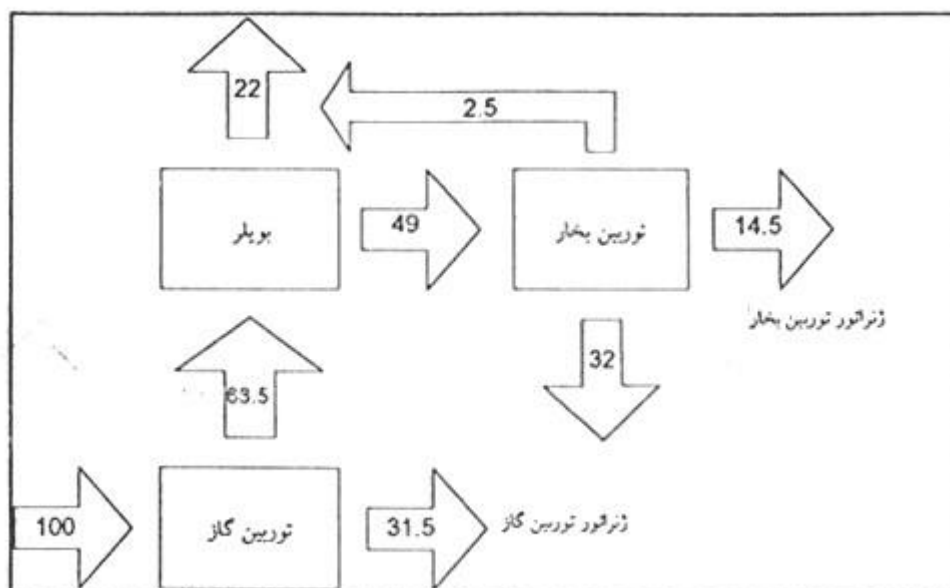 22
2.5
بویلر
49
توربین بخار
14.5
ژنراتور توربین بخار
63.5
32
100
توربین گاز
31.5
ژنراتور توربین گاز